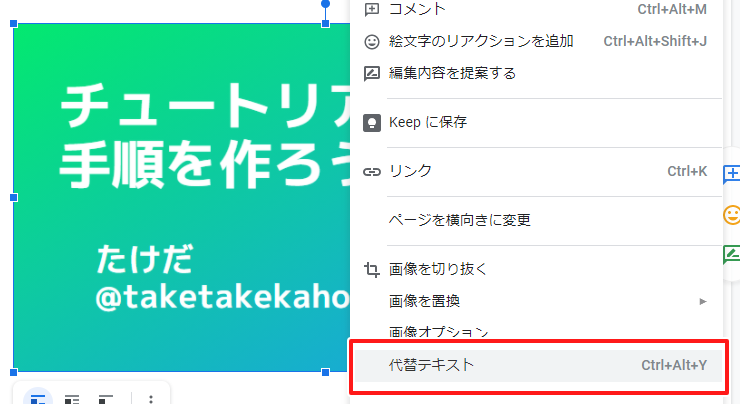 チュートリア
手順を作ろう
たけだ
@taketakekaho
コメント Ctrl+Alt+M
絵文字のリアクションを追加 Ctrl+Alt+Shift+J
編集内容を提案する
Keep に保存
リンク Ctrl+K
ページを横向きに変更
画像を切り抜く
画像を置換
画像オプション
代替テキスト Ctrl+Alt+Y